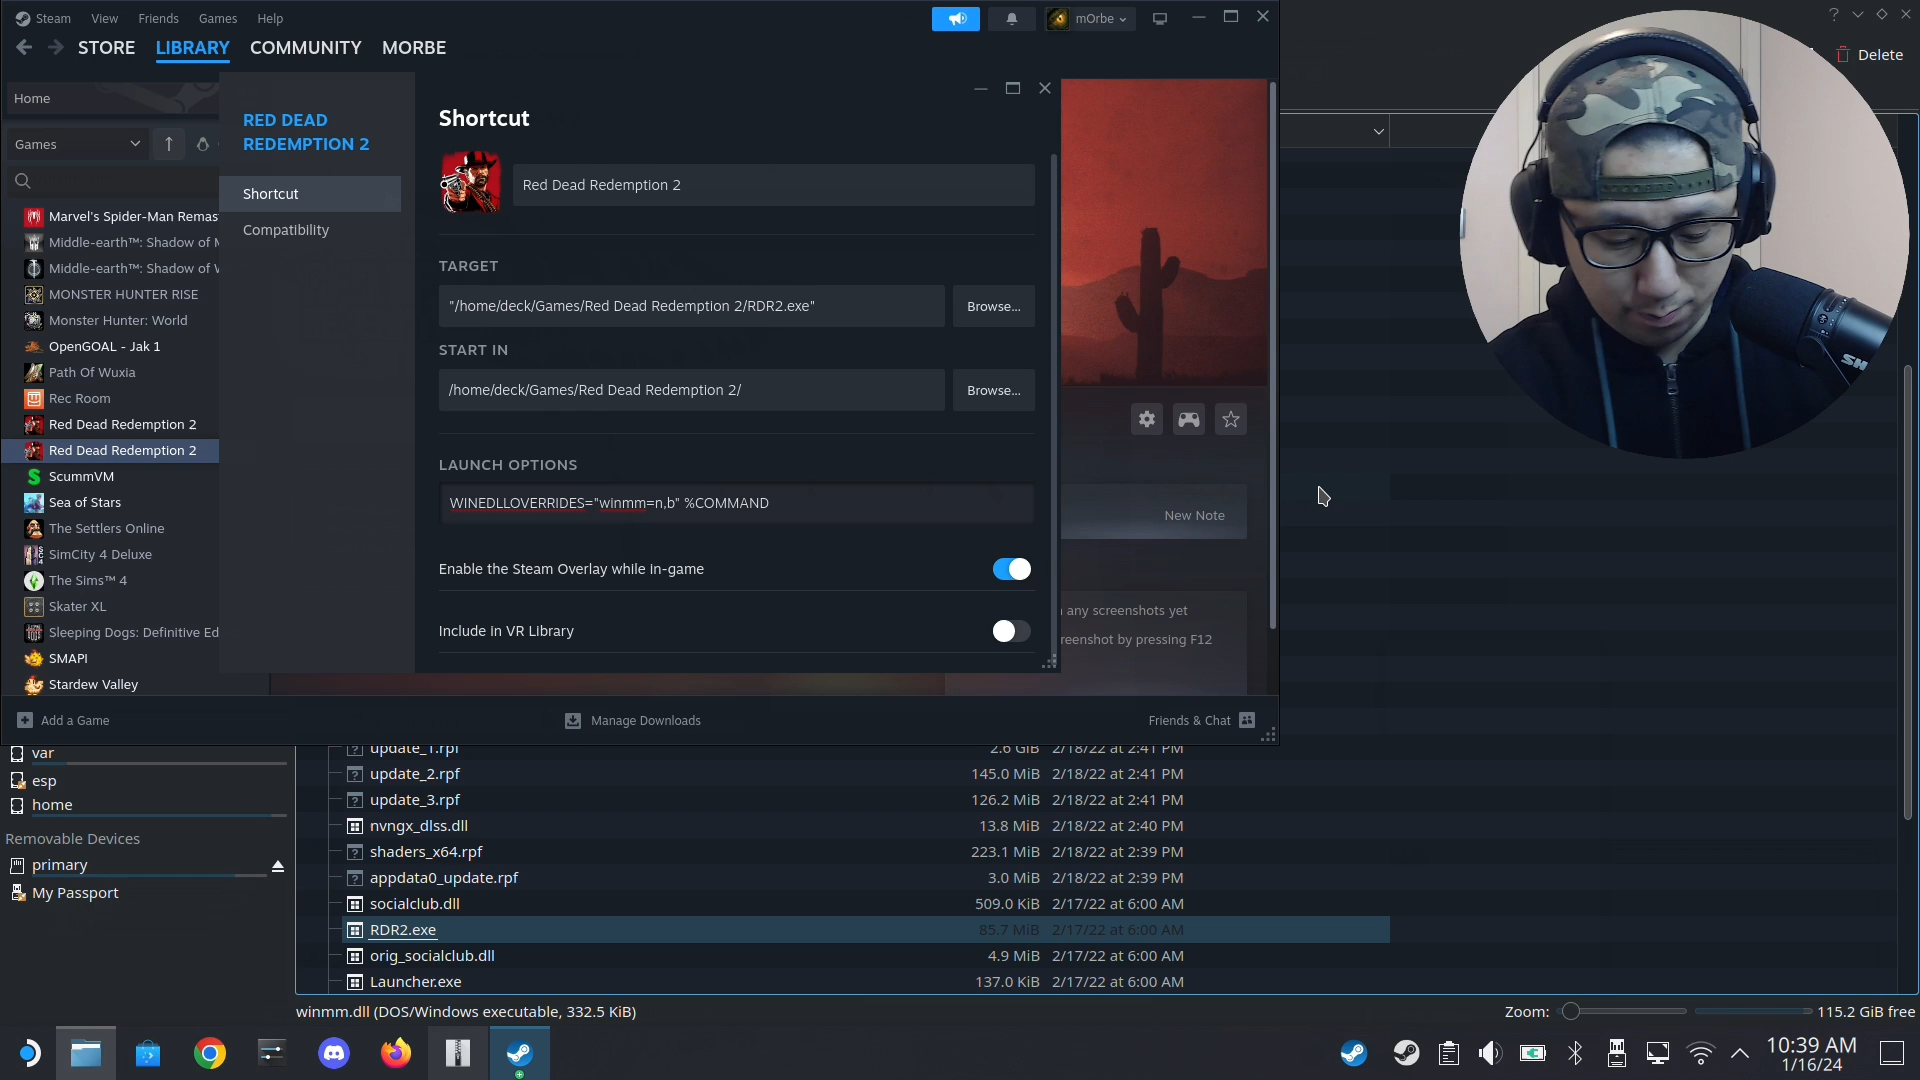 Steam View Friends Games Help
mOrbe
STORE LIBRARY COMMUNITY MORBE
Delete
Home
Games
Marvel's Spider-Man Remas
Middle-earth™: Shadow of M
Middle-earth™: Shadow of W
MONSTER HUNTER RISE
Monster Hunter: World
OpenGOAL - Jak 1
Path Of Wuxia
Rec Room
Red Dead Redemption 2
Red Dead Redemption 2
ScummVM
Sea of Stars
The Settlers Online
SimCity 4 Deluxe
The Sims™ 4
Skater XL
Sleeping Dogs: Definitive Ed
SMAPI
Stardew Valley
RED DEAD
REDEMPTION 2
Shortcut
Compatibility
Shortcut
Red Dead Redemption 2
TARGET
"/home/deck/Games/Red Dead Redemption 2/RDR2.exe"
Browse...
START IN
/home/deck/Games/Red Dead Redemption 2/
Browse...
LAUNCH OPTIONS
WINEDLLOVERRIDES="winmm=n,b" %COMMAND
Enable the Steam Overlay while in-game
Include in VR Library
New Note
any screenshots yet
reenshot by pressing F12
Add a Game
Manage Downloads
Friends & Chat
var
esp
home
Removable Devices
primary
My Passport
update_1.rpf 2.6 GiB 2/18/22 at 2:41 PM
update_2.rpf 145.0 MiB 2/18/22 at 2:41 PM
update_3.rpf 126.2 MiB 2/18/22 at 2:41 PM
nvngx_dlss.dll 13.8 MiB 2/18/22 at 2:40 PM
shaders_x64.rpf 223.1 MiB 2/18/22 at 2:39 PM
appdata0_update.rpf 3.0 MiB 2/18/22 at 2:39 PM
socialclub.dll 509.0 KiB 2/17/22 at 6:00 AM
RDR2.exe 85.7 MiB 2/17/22 at 6:00 AM
orig_socialclub.dll 4.9 MiB 2/17/22 at 6:00 AM
Launcher.exe 137.0 KiB 2/17/22 at 6:00 AM
winmm.dll (DOS/Windows executable, 332.5 KiB)
Zoom:
115.2 GiB free
10:39 AM
1/16/24
SH